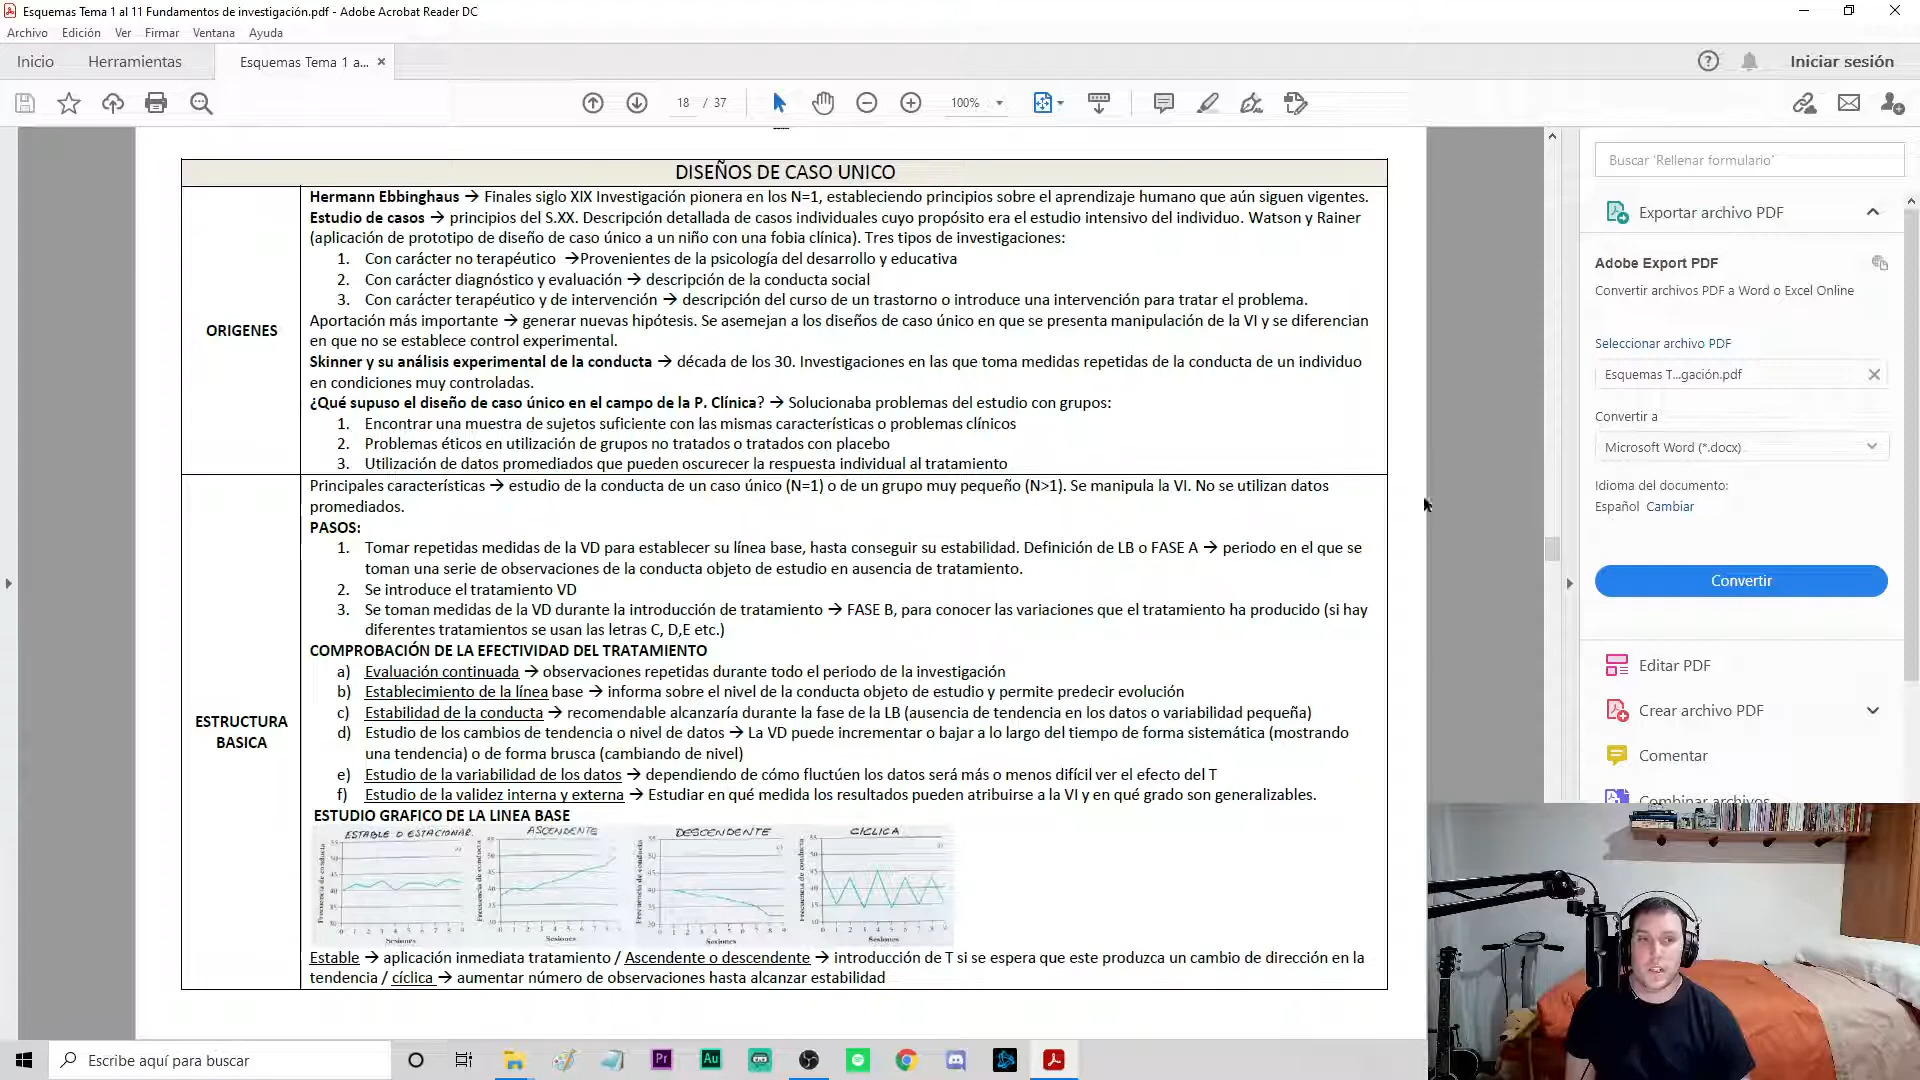 Esquemas Tema 1 al 11 Fundamentos de investigación.pdf - Adobe Acrobat Reader DC
Archivo Edición Ver Firmar Ventana Ayuda
Inicio Herramientas Esquemas Tema 1 a... Iniciar sesión
18 / 37 100%
DISEÑOS DE CASO UNICO
ORIGENES
Hermann Ebbinghaus → Finales siglo XIX Investigación pionera en los N=1, estableciendo principios sobre el aprendizaje humano que aún siguen vigentes.
Estudio de casos → principios del S.XX. Descripción detallada de casos individuales cuyo propósito era el estudio intensivo del individuo. Watson y Rainer
(aplicación de prototipo de diseño de caso único a un niño con una fobia clínica). Tres tipos de investigaciones:
1. Con carácter no terapéutico →Provenientes de la psicología del desarrollo y educativa
2. Con carácter diagnóstico y evaluación → descripción de la conducta social
3. Con carácter terapéutico y de intervención → descripción del curso de un trastorno o introduce una intervención para tratar el problema.
Aportación más importante → generar nuevas hipótesis. Se asemejan a los diseños de caso único en que se presenta manipulación de la VI y se diferencian
en que no se establece control experimental.
Skinner y su análisis experimental de la conducta → década de los 30. Investigaciones en las que toma medidas repetidas de la conducta de un individuo
en condiciones muy controladas.
¿Qué supuso el diseño de caso único en el campo de la P. Clínica? → Solucionaba problemas del estudio con grupos:
1. Encontrar una muestra de sujetos suficiente con las mismas características o problemas clínicos
2. Problemas éticos en utilización de grupos no tratados o tratados con placebo
3. Utilización de datos promediados que pueden oscurecer la respuesta individual al tratamiento
ESTRUCTURA
BASICA
Principales características → estudio de la conducta de un caso único (N=1) o de un grupo muy pequeño (N>1). Se manipula la VI. No se utilizan datos
promediados.
PASOS:
1. Tomar repetidas medidas de la VD para establecer su línea base, hasta conseguir su estabilidad. Definición de LB o FASE A → periodo en el que se
toman una serie de observaciones de la conducta objeto de estudio en ausencia de tratamiento.
2. Se introduce el tratamiento VD
3. Se toman medidas de la VD durante la introducción de tratamiento → FASE B, para conocer las variaciones que el tratamiento ha producido (si hay
diferentes tratamientos se usan las letras C, D,E etc.)
COMPROBACIÓN DE LA EFECTIVIDAD DEL TRATAMIENTO
a) Evaluación continuada → observaciones repetidas durante todo el periodo de la investigación
b) Establecimiento de la línea base → informa sobre el nivel de la conducta objeto de estudio y permite predecir evolución
c) Estabilidad de la conducta → recomendable alcanzaría durante la fase de la LB (ausencia de tendencia en los datos o variabilidad pequeña)
d) Estudio de los cambios de tendencia o nivel de datos → La VD puede incrementar o bajar a lo largo del tiempo de forma sistemática (mostrando
una tendencia) o de forma brusca (cambiando de nivel)
e) Estudio de la variabilidad de los datos → dependiendo de cómo fluctúen los datos será más o menos difícil ver el efecto del T
f) Estudio de la validez interna y externa → Estudiar en qué medida los resultados pueden atribuirse a la VI y en qué grado son generalizables.
ESTUDIO GRAFICO DE LA LINEA BASE
ESTABLE O ESTACIONAR. ASCENDENTE DESCENDENTE CÍCLICA
Frecuencia de conducta Frecuencia de conducta Frecuencia de conducta Frecuencia de conducta
Sesiones Sesiones Sesiones Sesiones
Estable → aplicación inmediata tratamiento / Ascendente o descendente → introducción de T si se espera que este produzca un cambio de dirección en la
tendencia / cíclica → aumentar número de observaciones hasta alcanzar estabilidad
Buscar 'Rellenar formulario'
Exportar archivo PDF
Adobe Export PDF
Convertir archivos PDF a Word o Excel Online
Seleccionar archivo PDF
Esquemas T...gación.pdf
Convertir a
Microsoft Word (*.docx)
Idioma del documento:
Español Cambiar
Convertir
Editar PDF
Crear archivo PDF
Comentar
Combinar archivos
Escribe aquí para buscar
Pr Au